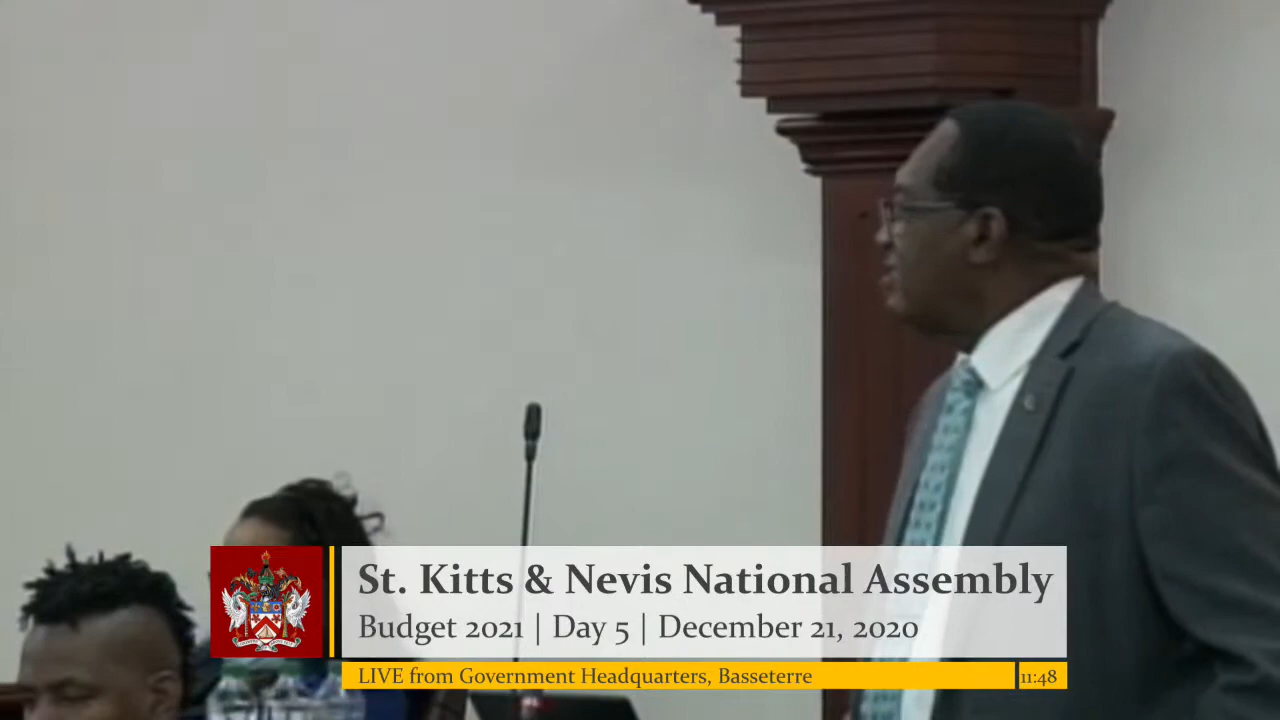 St. Kitts & Nevis National Assembly
Budget 2021 | Day 5 | December 21, 2020
LIVE from Government Headquarters, Basseterre
11:48